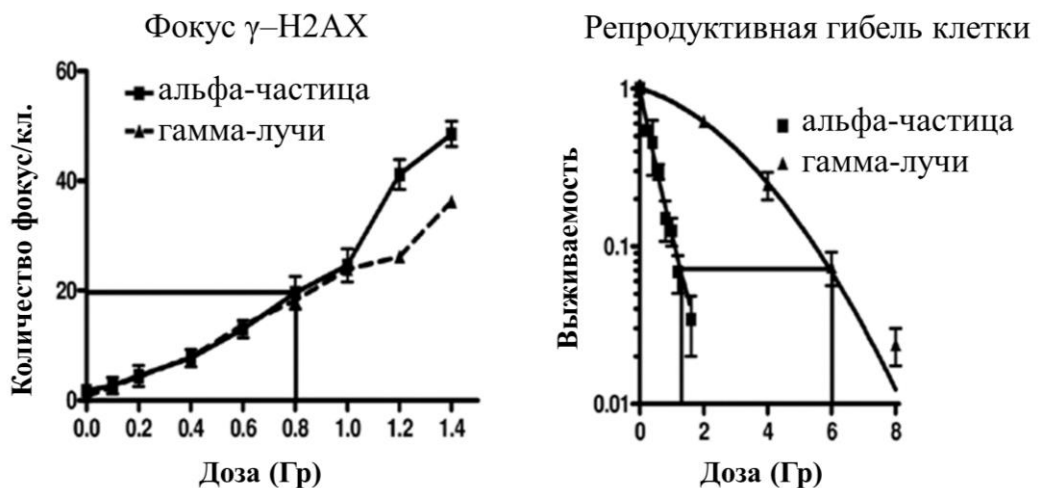 Фокус γ–H2AX
Количество фокус/кл.
60
40
20
0
альфа-частица
гамма-лучи
0.0 0.1 0.2 0.4 0.6 0.8 1.0 1.2 1.4
Доза (Гр)
Репродуктивная гибель клетки
Выживаемость
1
0.1
0.01
альфа-частица
гамма-лучи
0 2 4 6 8
Доза (Гр)